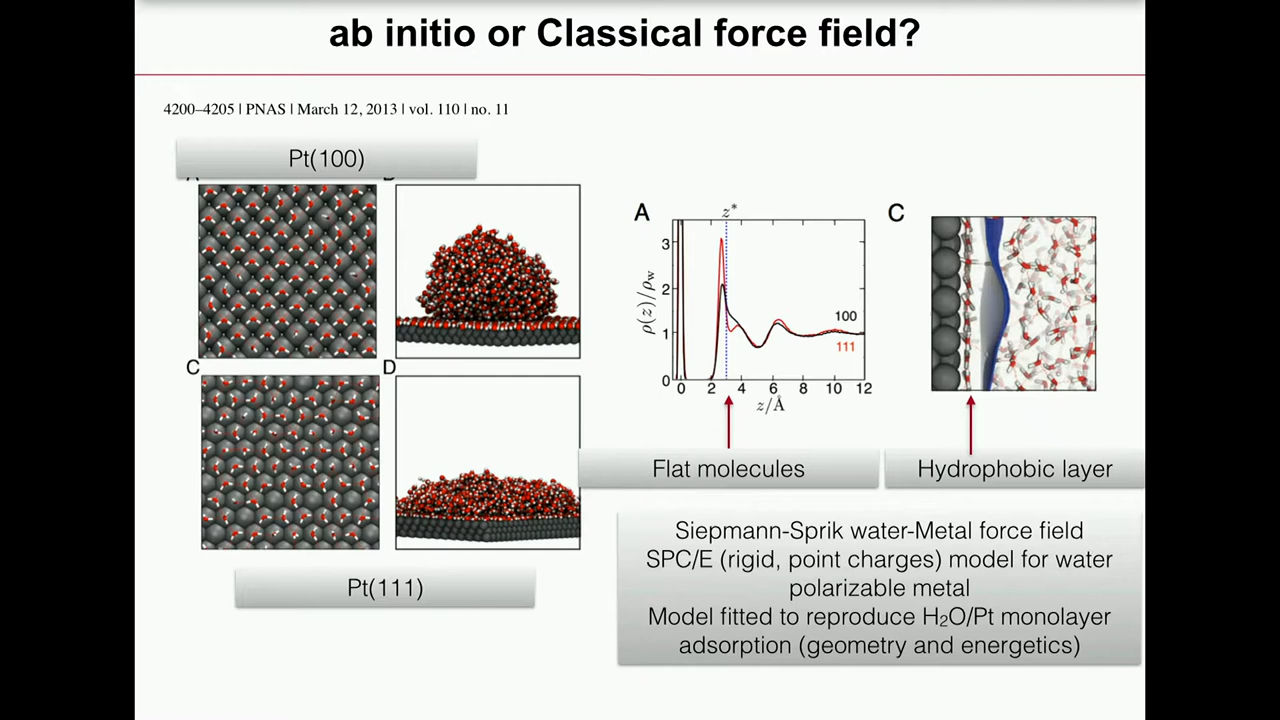 ab initio or Classical force field?
4200–4205 | PNAS | March 12, 2013 | vol. 110 | no. 11
Pt(100)
C
D
Pt(111)
A
z*
ρ(z)/ρw
3
2
1
0
100
111
0 2 4 6 8 10 12
z/Å
C
Flat molecules
Hydrophobic layer
Siepmann-Sprik water-Metal force field
SPC/E (rigid, point charges) model for water
polarizable metal
Model fitted to reproduce H₂O/Pt monolayer
adsorption (geometry and energetics)